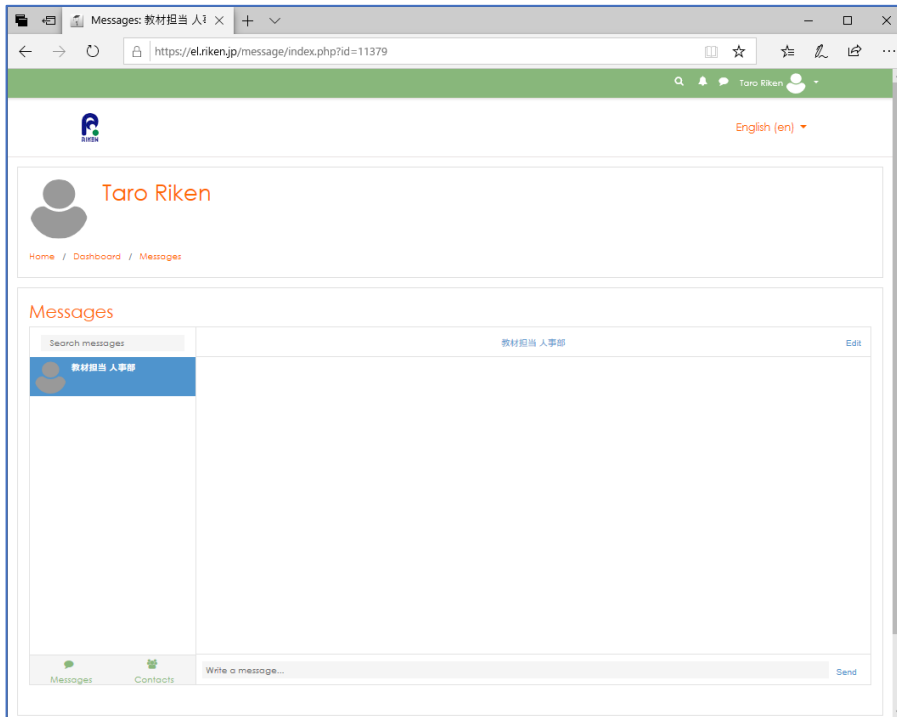 Messages: 教材担当 人事
https://el.riken.jp/message/index.php?id=11379
Taro Riken
RIKEN
English (en)
Taro Riken
Home / Dashboard / Messages
Messages
Search messages
教材担当 人事部
Edit
教材担当 人事部
Messages
Contacts
Write a message...
Send